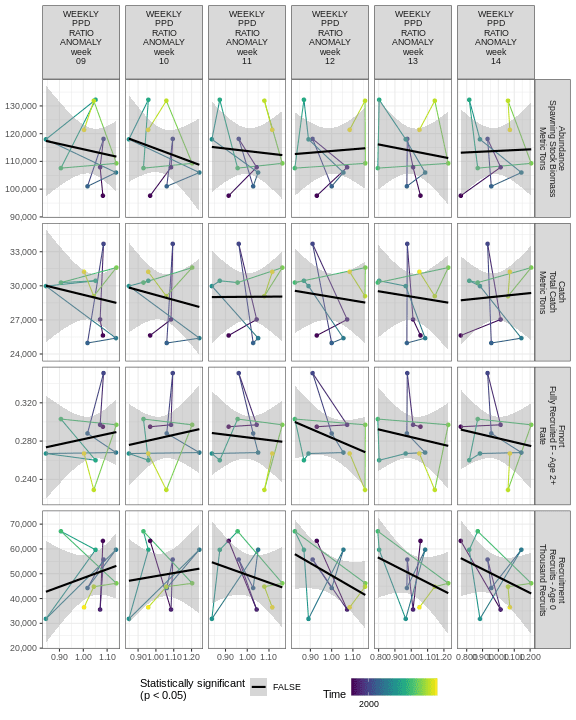 WEEKLY
PPD
RATIO
ANOMALY
week
09
WEEKLY
PPD
RATIO
ANOMALY
week
10
WEEKLY
PPD
RATIO
ANOMALY
week
11
WEEKLY
PPD
RATIO
ANOMALY
week
12
WEEKLY
PPD
RATIO
ANOMALY
week
13
WEEKLY
PPD
RATIO
ANOMALY
week
14
130,000
120,000
110,000
100,000
90,000
Abundance
Spawning Stock Biomass
Metric Tons
33,000
30,000
27,000
24,000
Catch
Total Catch
Metric Tons
0.320
0.280
0.240
Fmort
Fully Recruited F - Age 2+
Rate
70,000
60,000
50,000
40,000
30,000
20,000
Recruitment
Recruits - Age 0
Thousand Recruits
0.90 1.00 1.10
0.80 0.90 1.00 1.10 1.20
0.90 1.00 1.10
0.90 1.00 1.10
0.80 0.90 1.00 1.10 1.20
0.80 0.90 1.00 1.10 1.20
Statistically significant
(p < 0.05)
FALSE
Time
2000